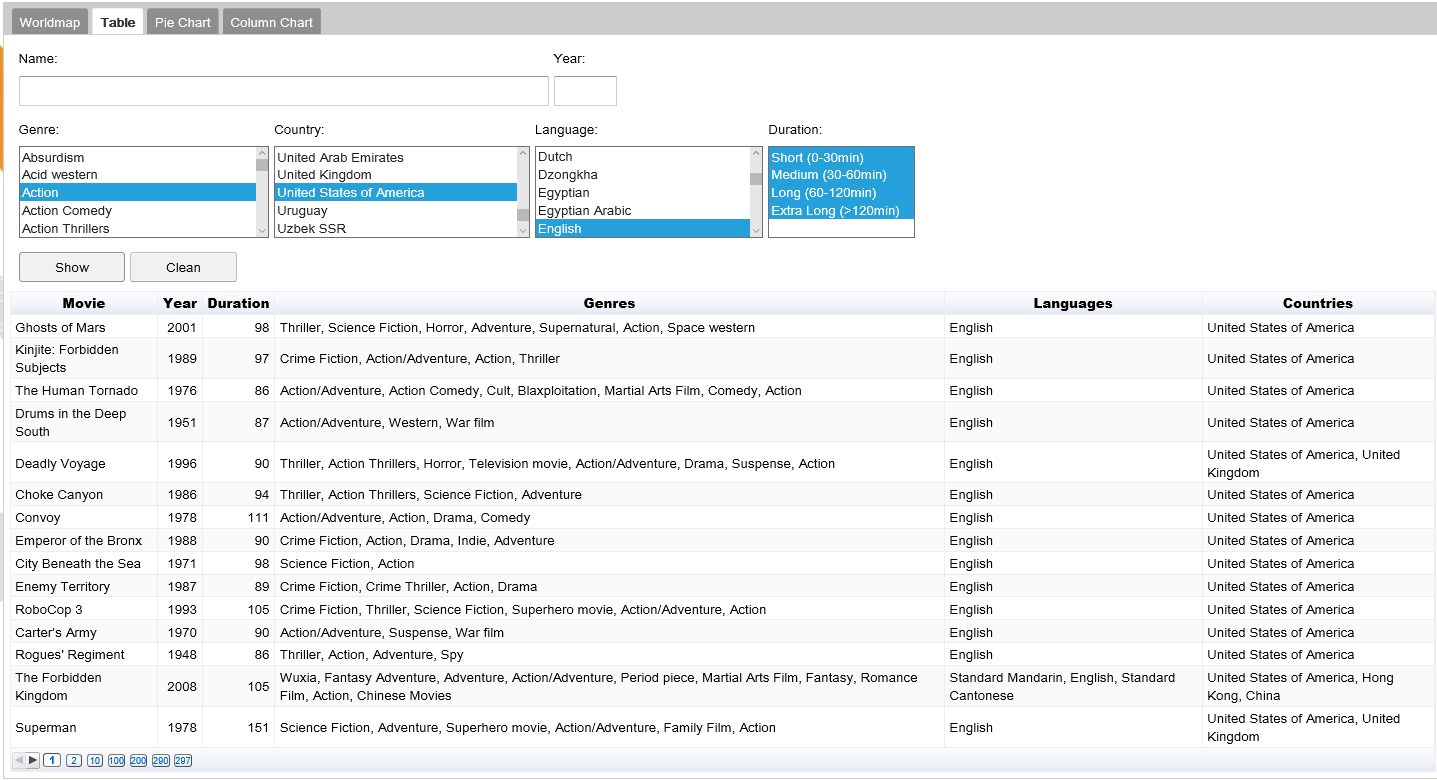 Worldmap Table Pie Chart Column Chart
Name: Year:
Genre: Country: Language: Duration:
Absurdism United Arab Emirates Dutch Short (0-30min)
Acid western United Kingdom Dzongkha Medium (30-60min)
Action United States of America Egyptian Long (60-120min)
Action Comedy Uruguay Egyptian Arabic Extra Long (>120min)
Action Thrillers Uzbek SSR English
Show Clean
Movie Year Duration Genres Languages Countries
Ghosts of Mars 2001 98 Thriller, Science Fiction, Horror, Adventure, Supernatural, Action, Space western English United States of America
Kinjite: Forbidden
Subjects 1989 97 Crime Fiction, Action/Adventure, Action, Thriller English United States of America
The Human Tornado 1976 86 Action/Adventure, Action Comedy, Cult, Blaxploitation, Martial Arts Film, Comedy, Action English United States of America
Drums in the Deep
South 1951 87 Action/Adventure, Western, War film English United States of America
Deadly Voyage 1996 90 Thriller, Action Thrillers, Horror, Television movie, Action/Adventure, Drama, Suspense, Action English United States of America, United
Kingdom
Choke Canyon 1986 94 Thriller, Action Thrillers, Science Fiction, Adventure English United States of America
Convoy 1978 111 Action/Adventure, Action, Drama, Comedy English United States of America
Emperor of the Bronx 1988 90 Crime Fiction, Action, Drama, Indie, Adventure English United States of America
City Beneath the Sea 1971 98 Science Fiction, Action English United States of America
Enemy Territory 1987 89 Crime Fiction, Crime Thriller, Action, Drama English United States of America
RoboCop 3 1993 105 Crime Fiction, Thriller, Science Fiction, Superhero movie, Action/Adventure, Action English United States of America
Carter's Army 1970 90 Action/Adventure, Suspense, War film English United States of America
Rogues' Regiment 1948 86 Thriller, Action, Adventure, Spy English United States of America
The Forbidden
Kingdom 2008 105 Wuxia, Fantasy Adventure, Adventure, Action/Adventure, Period piece, Martial Arts Film, Fantasy, Romance
Film, Action, Chinese Movies Standard Mandarin, English, Standard
Cantonese United States of America, Hong
Kong, China
Superman 1978 151 Science Fiction, Adventure, Superhero movie, Action/Adventure, Family Film, Action English United States of America, United
Kingdom
1 2 10 100 200 290 297